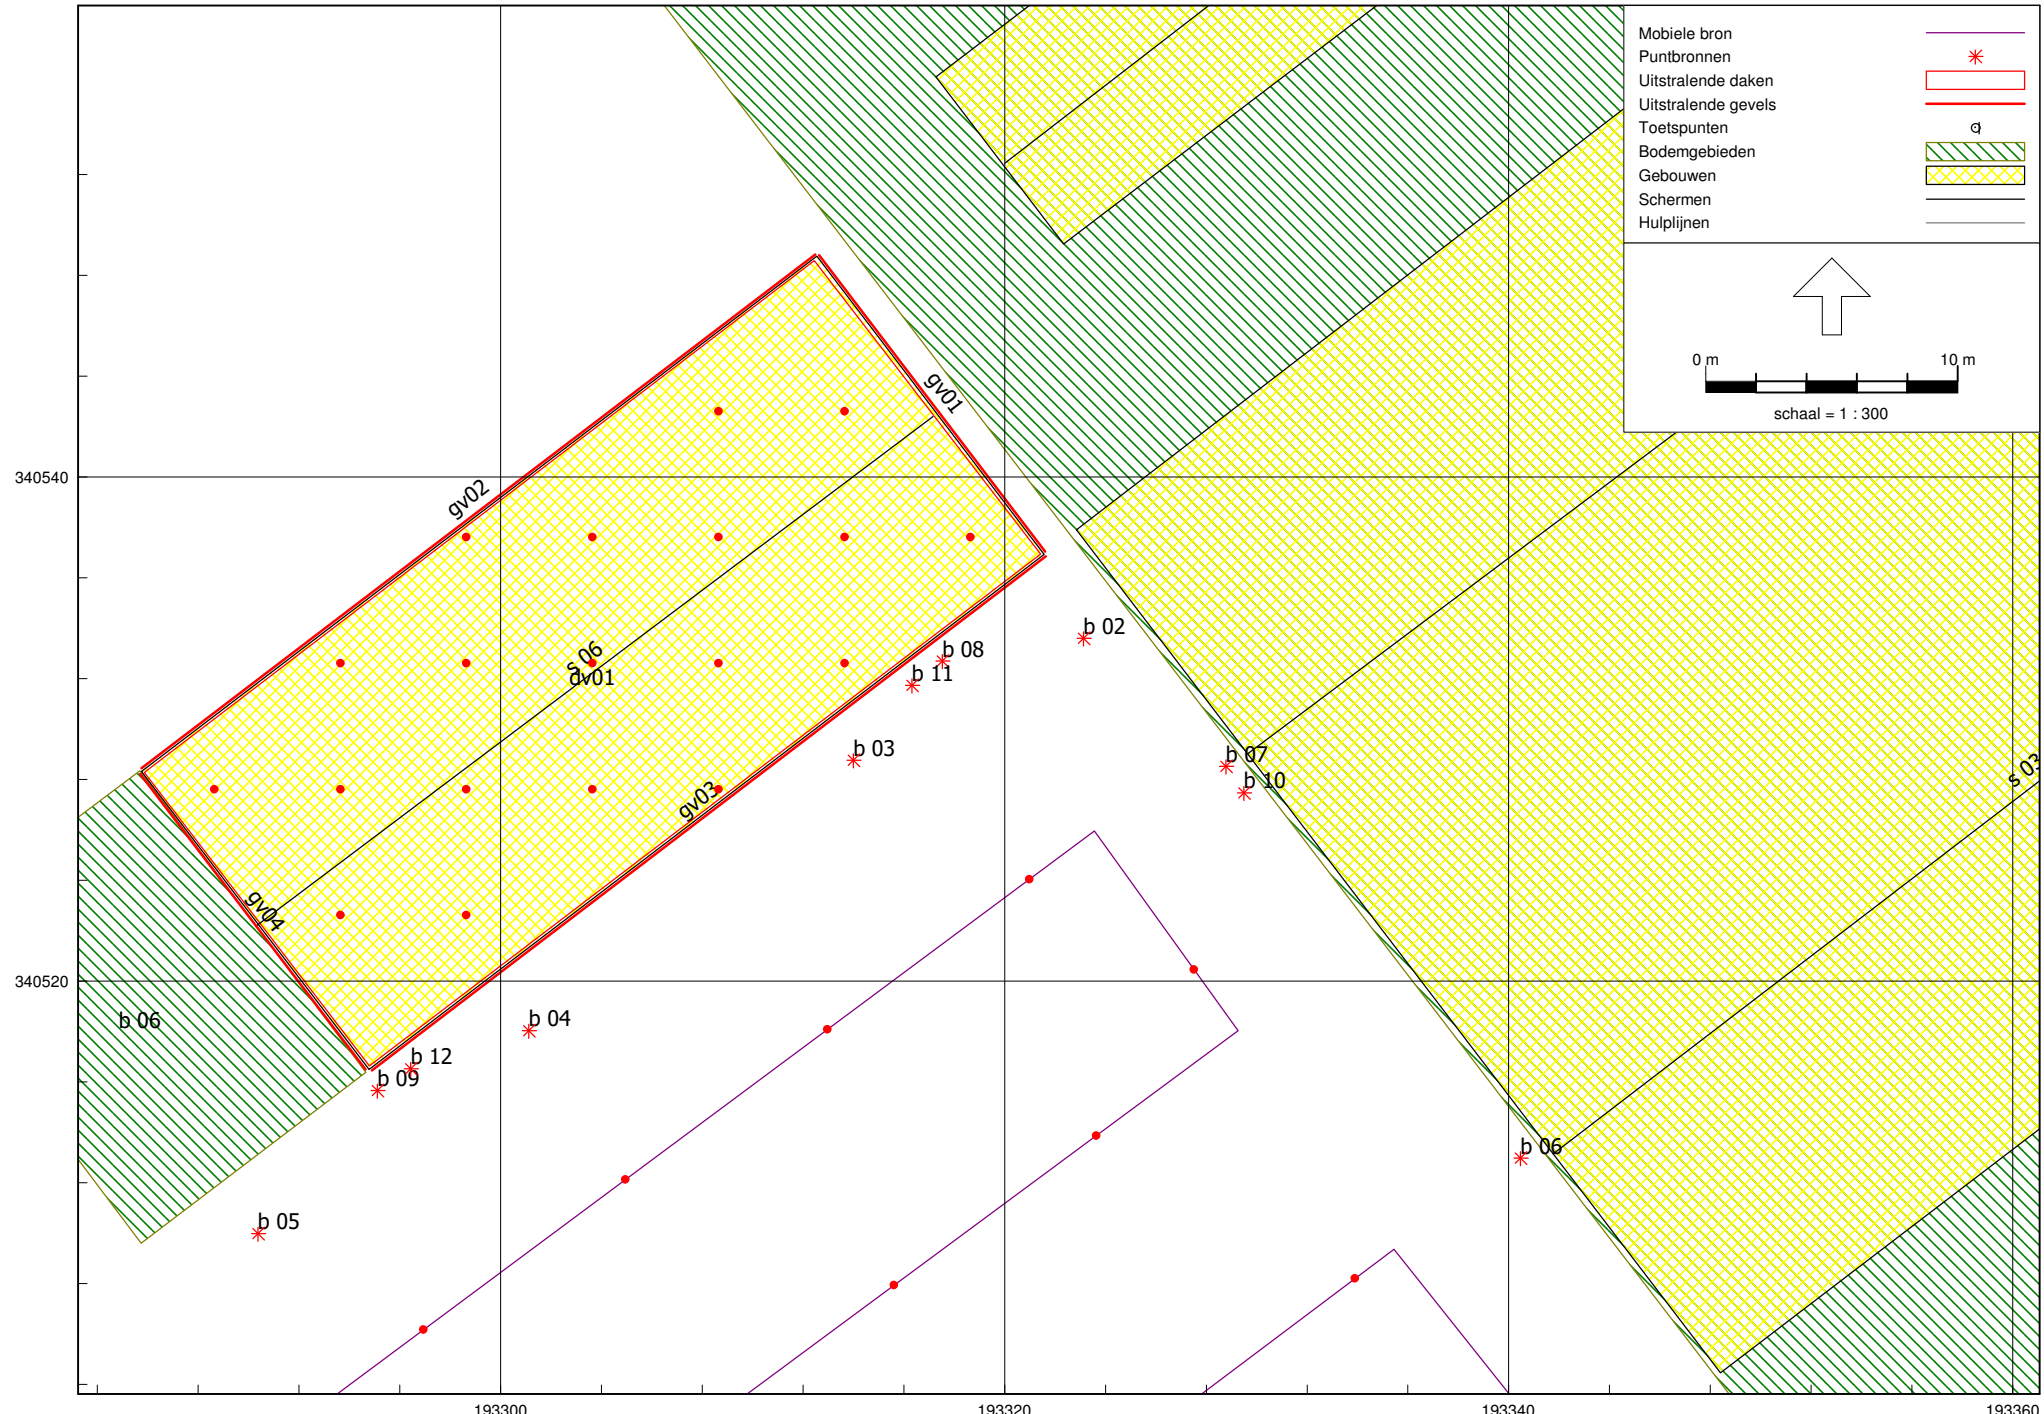 Mobiele bron
Puntbronnen
Uitstralende daken
Uitstralende gevels
Toetspunten
Bodemgebieden
Gebouwen
Schermen
Hulplijnen
0 m 10 m
schaal = 1 : 300
gv01
340540
gv02
b 02
s 06
dv01
b 08
b 11
b 03
b 07
b 10
s 03
gv03
gv04
340520
b 06
b 04
b 12
b 09
b 06
b 05
193300 193320 193340 193360